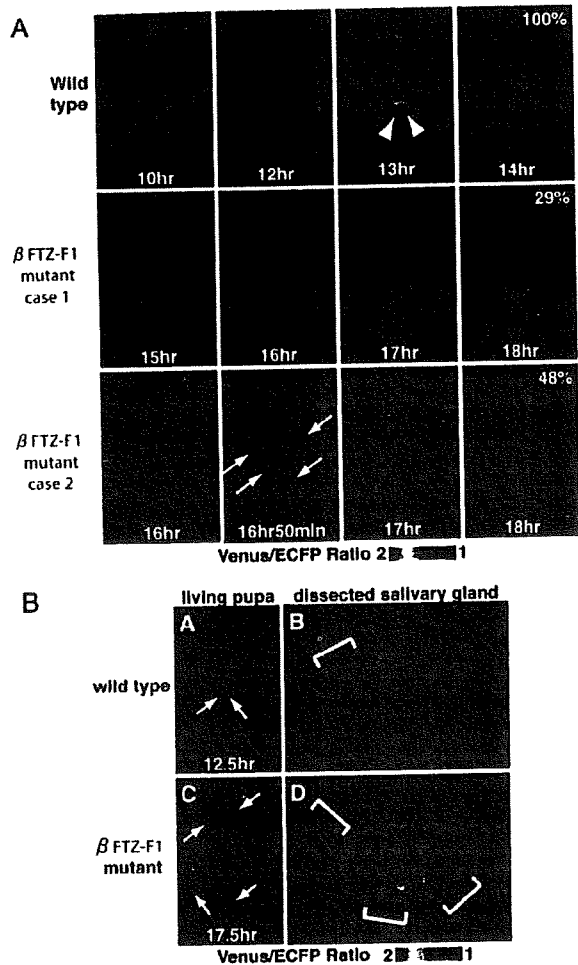 A
Wild type
100%
10hr
12hr
13hr
14hr
β FTZ-F1 mutant case 1
29%
15hr
16hr
17hr
18hr
β FTZ-F1 mutant case 2
48%
16hr
16hr50min
17hr
18hr
Venus/ECFP Ratio 2 1
B
living pupa
dissected salivary gland
wild type
A
B
12.5hr
β FTZ-F1 mutant
C
D
17.5hr
Venus/ECFP Ratio 2 1